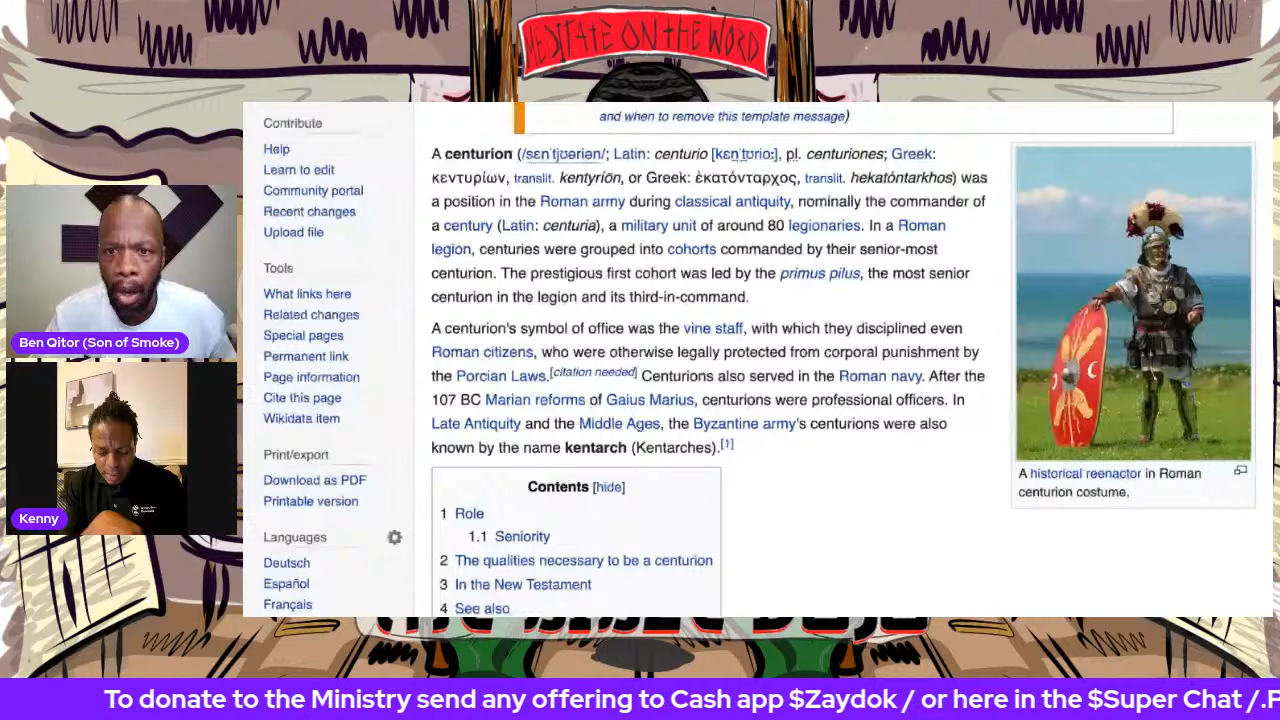 MEDITATE ON THE WORD
and when to remove this template message)
Contribute
Help
Learn to edit
Community portal
Recent changes
Upload file
Tools
What links here
Related changes
Special pages
Permanent link
Page information
Cite this page
Wikidata item
Print/export
Download as PDF
Printable version
Languages
Deutsch
Español
Français
A centurion (/sɛnˈtjʊəriən/; Latin: centurio [kɛnˈtʊrioː], pl. centuriones; Greek:
κεντυρίων, translit. kentyríōn, or Greek: ἑκατόνταρχος, translit. hekatóntarkhos) was
a position in the Roman army during classical antiquity, nominally the commander of
a century (Latin: centuria), a military unit of around 80 legionaries. In a Roman
legion, centuries were grouped into cohorts commanded by their senior-most
centurion. The prestigious first cohort was led by the primus pilus, the most senior
centurion in the legion and its third-in-command.
A centurion's symbol of office was the vine staff, with which they disciplined even
Roman citizens, who were otherwise legally protected from corporal punishment by
the Porcian Laws.[citation needed] Centurions also served in the Roman navy. After the
107 BC Marian reforms of Gaius Marius, centurions were professional officers. In
Late Antiquity and the Middle Ages, the Byzantine army's centurions were also
known by the name kentarch (Kentarches).[1]
Contents [hide]
1 Role
1.1 Seniority
2 The qualities necessary to be a centurion
3 In the New Testament
4 See also
A historical reenactor in Roman
centurion costume.
Ben Qitor (Son of Smoke)
Kenny
To donate to the Ministry send any offering to Cash app $Zaydok / or here in the $Super Chat /.P